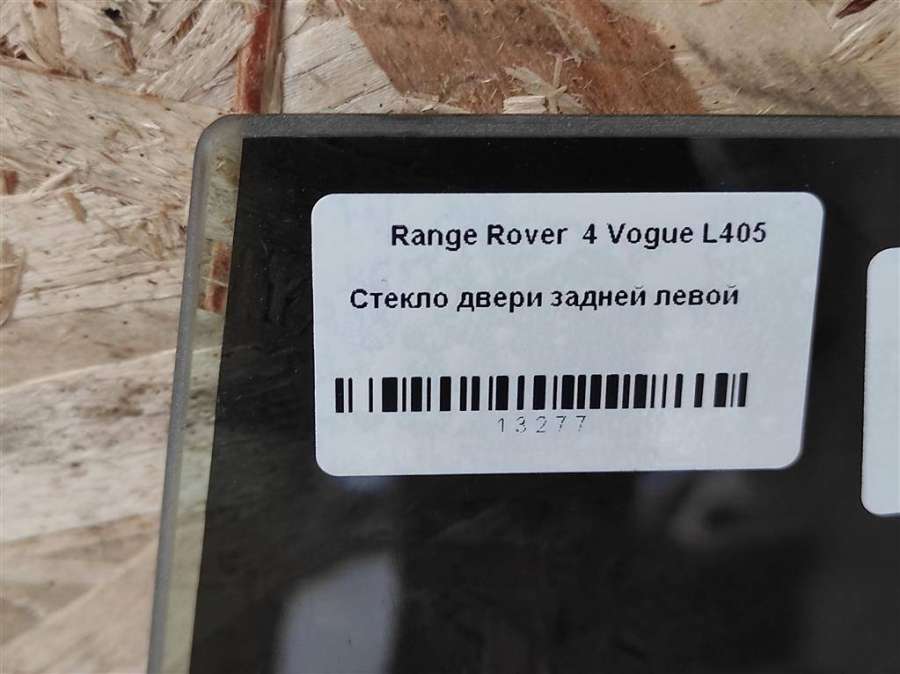 Range Rover 4 Vogue L405
Стекло двери задней левой
13277